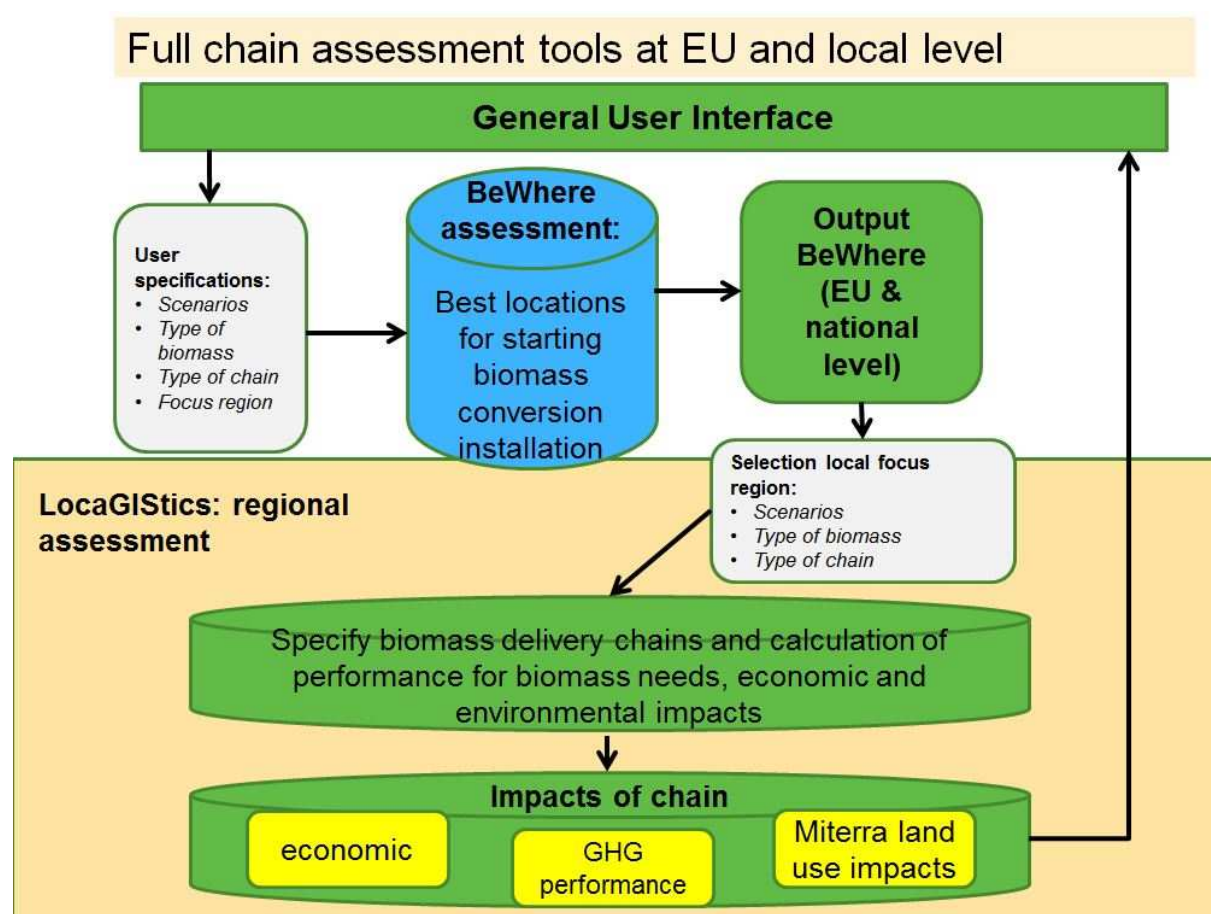 Full chain assessment tools at EU and local level
General User Interface
User
specifications:
• Scenarios
• Type of
biomass
• Type of chain
• Focus region
BeWhere
assessment:
Best locations
for starting
biomass
conversion
installation
Output
BeWhere
(EU &
national
level)
Selection local focus
region:
• Scenarios
• Type of biomass
• Type of chain
LocaGIStics: regional
assessment
Specify biomass delivery chains and calculation of
performance for biomass needs, economic and
environmental impacts
Impacts of chain
economic
GHG
performance
Miterra land
use impacts